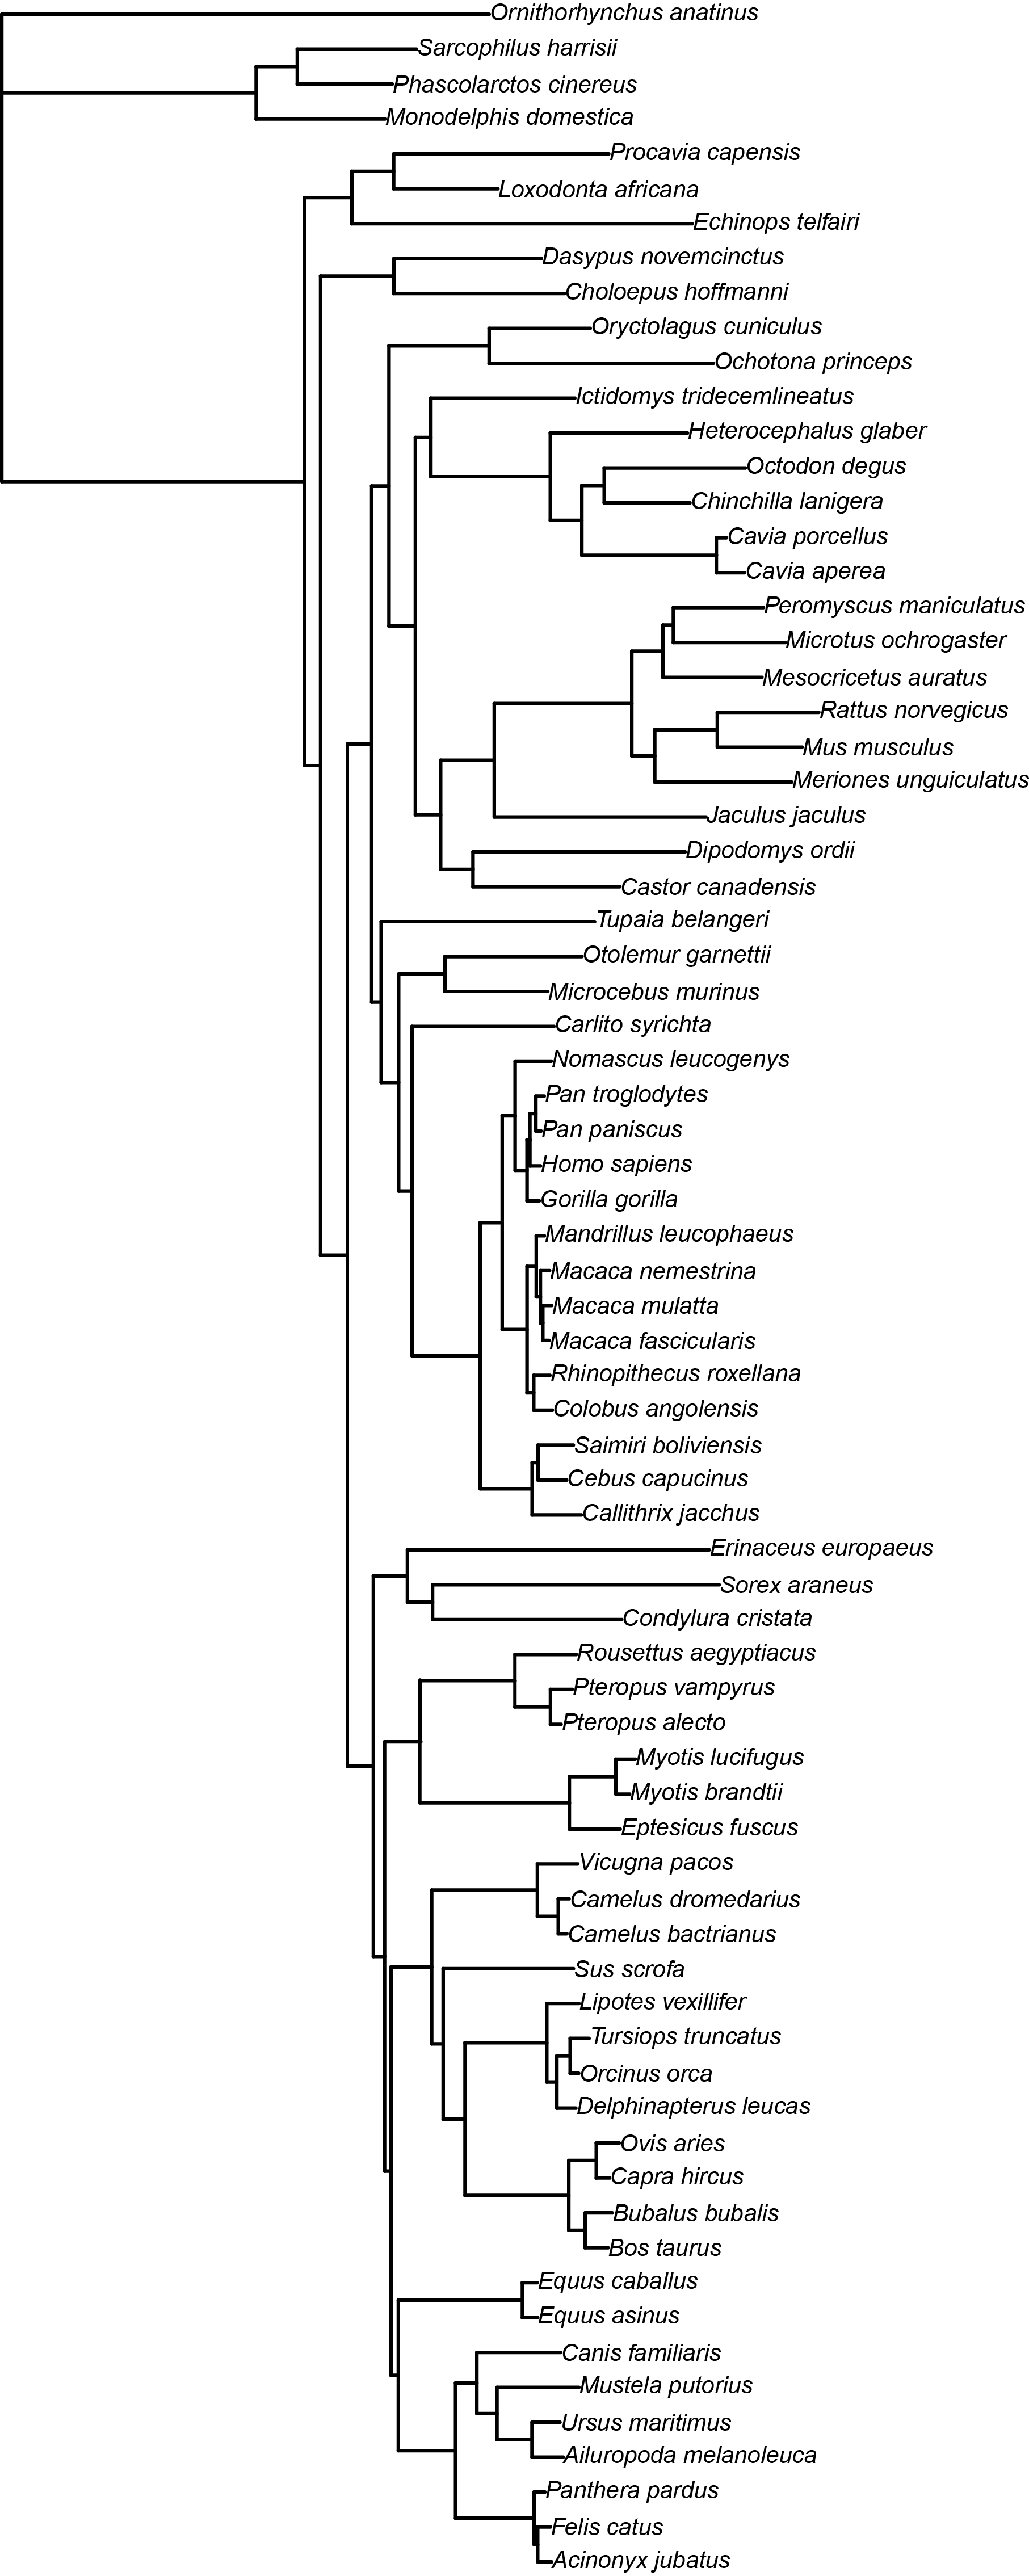 Ornithorhynchus anatinus
Sarcophilus harrisii
Phascolarctos cinereus
Monodelphis domestica
Procavia capensis
Loxodonta africana
Echinops telfairi
Dasypus novemcinctus
Choloepus hoffmanni
Oryctolagus cuniculus
Ochotona princeps
Ictidomys tridecemlineatus
Heterocephalus glaber
Octodon degus
Chinchilla lanigera
Cavia porcellus
Cavia aperea
Peromyscus maniculatus
Microtus ochrogaster
Mesocricetus auratus
Rattus norvegicus
Mus musculus
Meriones unguiculatus
Jaculus jaculus
Dipodomys ordii
Castor canadensis
Tupaia belangeri
Otolemur garnettii
Microcebus murinus
Carlito syrichta
Nomascus leucogenys
Pan troglodytes
Pan paniscus
Homo sapiens
Gorilla gorilla
Mandrillus leucophaeus
Macaca nemestrina
Macaca mulatta
Macaca fascicularis
Rhinopithecus roxellana
Colobus angolensis
Saimiri boliviensis
Cebus capucinus
Callithrix jacchus
Erinaceus europaeus
Sorex araneus
Condylura cristata
Rousettus aegyptiacus
Pteropus vampyrus
Pteropus alecto
Myotis lucifugus
Myotis brandtii
Eptesicus fuscus
Vicugna pacos
Camelus dromedarius
Camelus bactrianus
Sus scrofa
Lipotes vexillifer
Tursiops truncatus
Orcinus orca
Delphinapterus leucas
Ovis aries
Capra hircus
Bubalus bubalis
Bos taurus
Equus caballus
Equus asinus
Canis familiaris
Mustela putorius
Ursus maritimus
Ailuropoda melanoleuca
Panthera pardus
Felis catus
Acinonyx jubatus